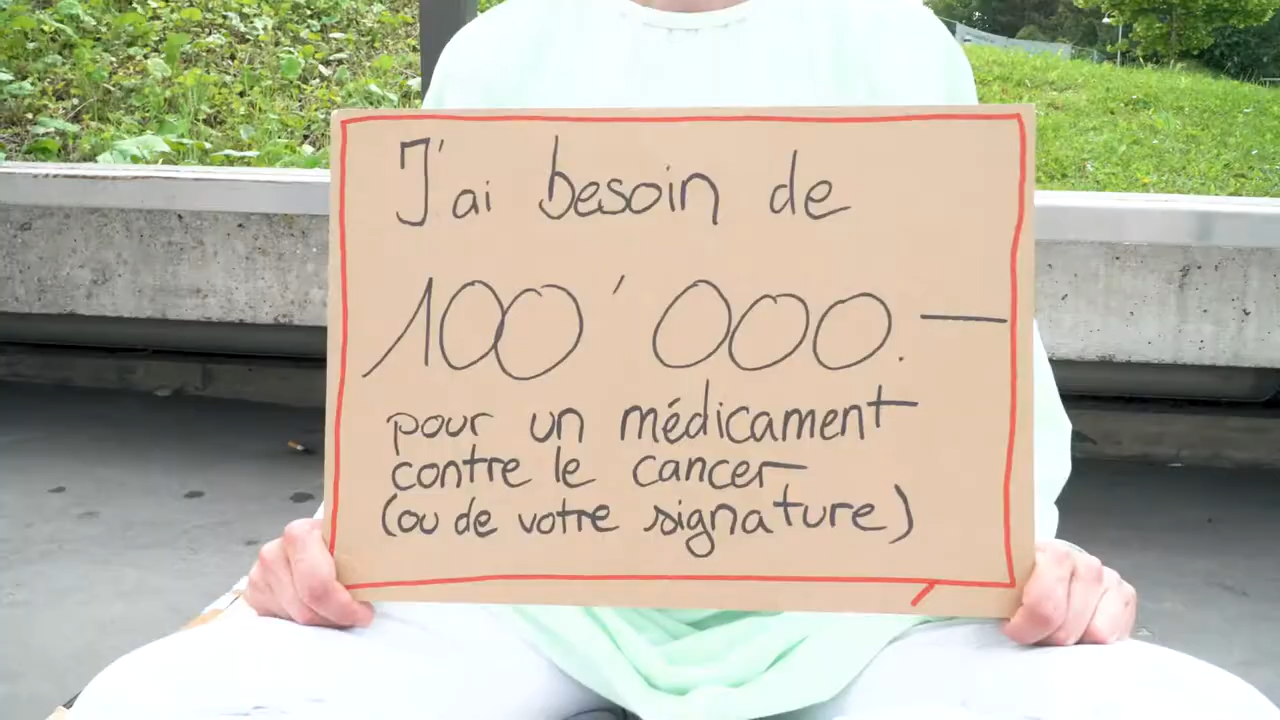 J'ai besoin de
100'000.—
pour un médicament
contre le cancer
(ou de votre signature)